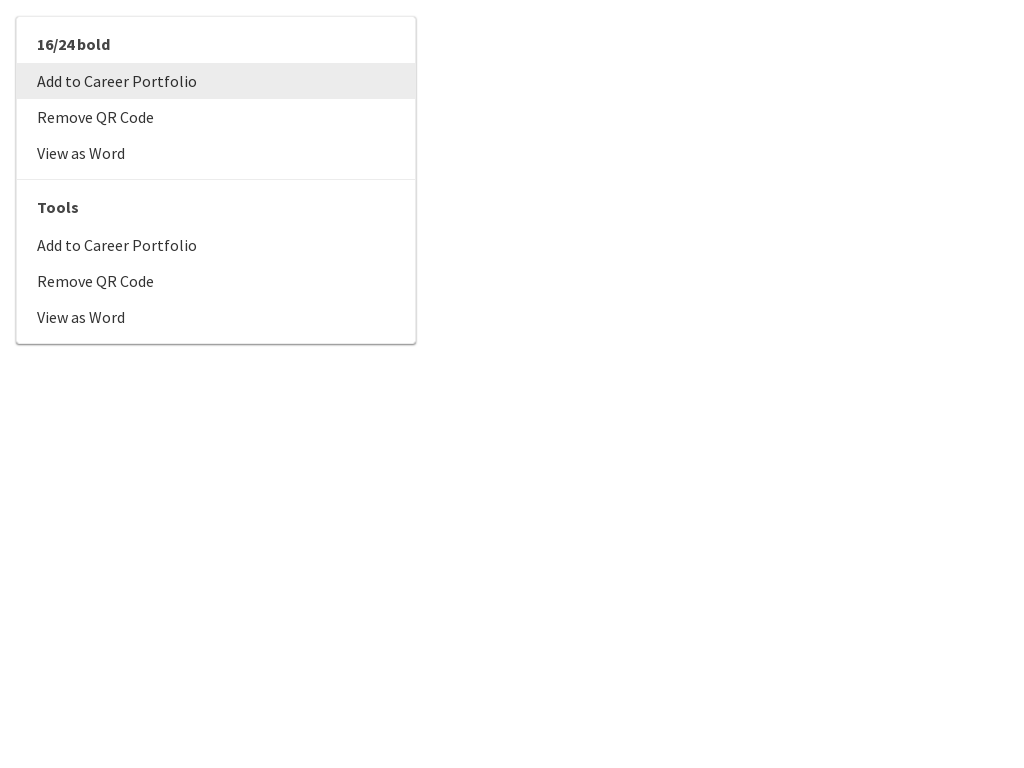 16/24 bold
Add to Career Portfolio
Remove QR Code
View as Word
Tools
Add to Career Portfolio
Remove QR Code
View as Word